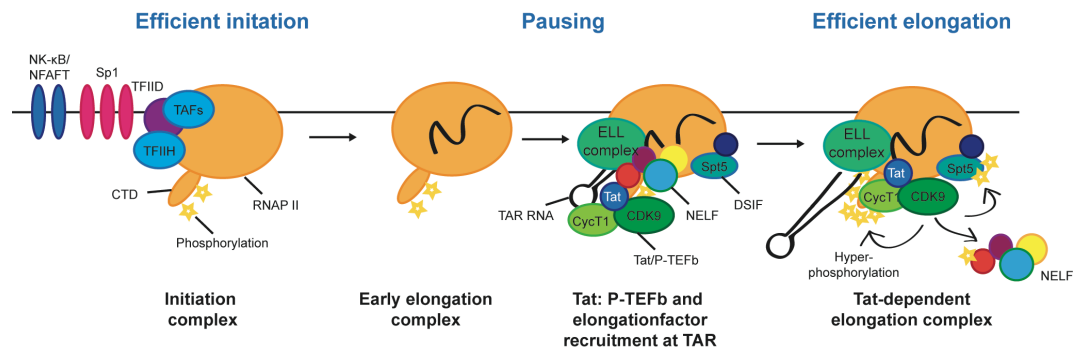 Efficient initation
Pausing
Efficient elongation
NK-κB/
NFAFT
Sp1
TFIID
TAFs
TFIIH
CTD
RNAP II
Phosphorylation
Initiation
complex
Early elongation
complex
ELL
complex
Spt5
Tat
TAR RNA
CycT1
CDK9
NELF
DSIF
Tat/P-TEFb
Tat: P-TEFb and
elongationfactor
recruitment at TAR
ELL
complex
Tat
Spt5
CycT1
CDK9
Hyper-
phosphorylation
NELF
Tat-dependent
elongation complex